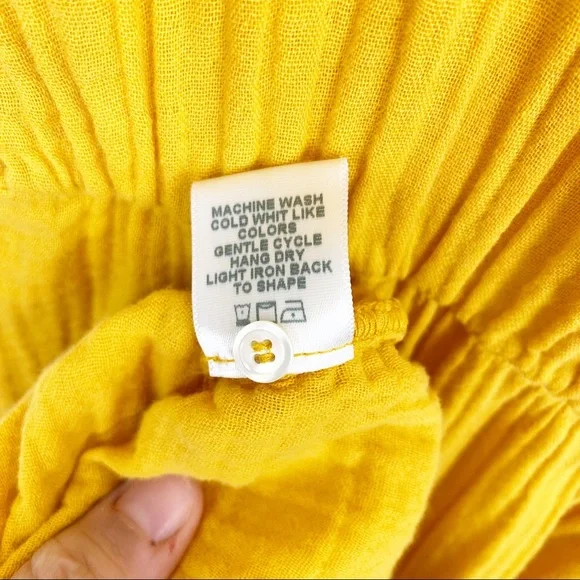 MACHINE WASH
COLD WHIT LIKE
COLORS
GENTLE CYCLE
HANG DRY
LIGHT IRON BACK
TO SHAPE